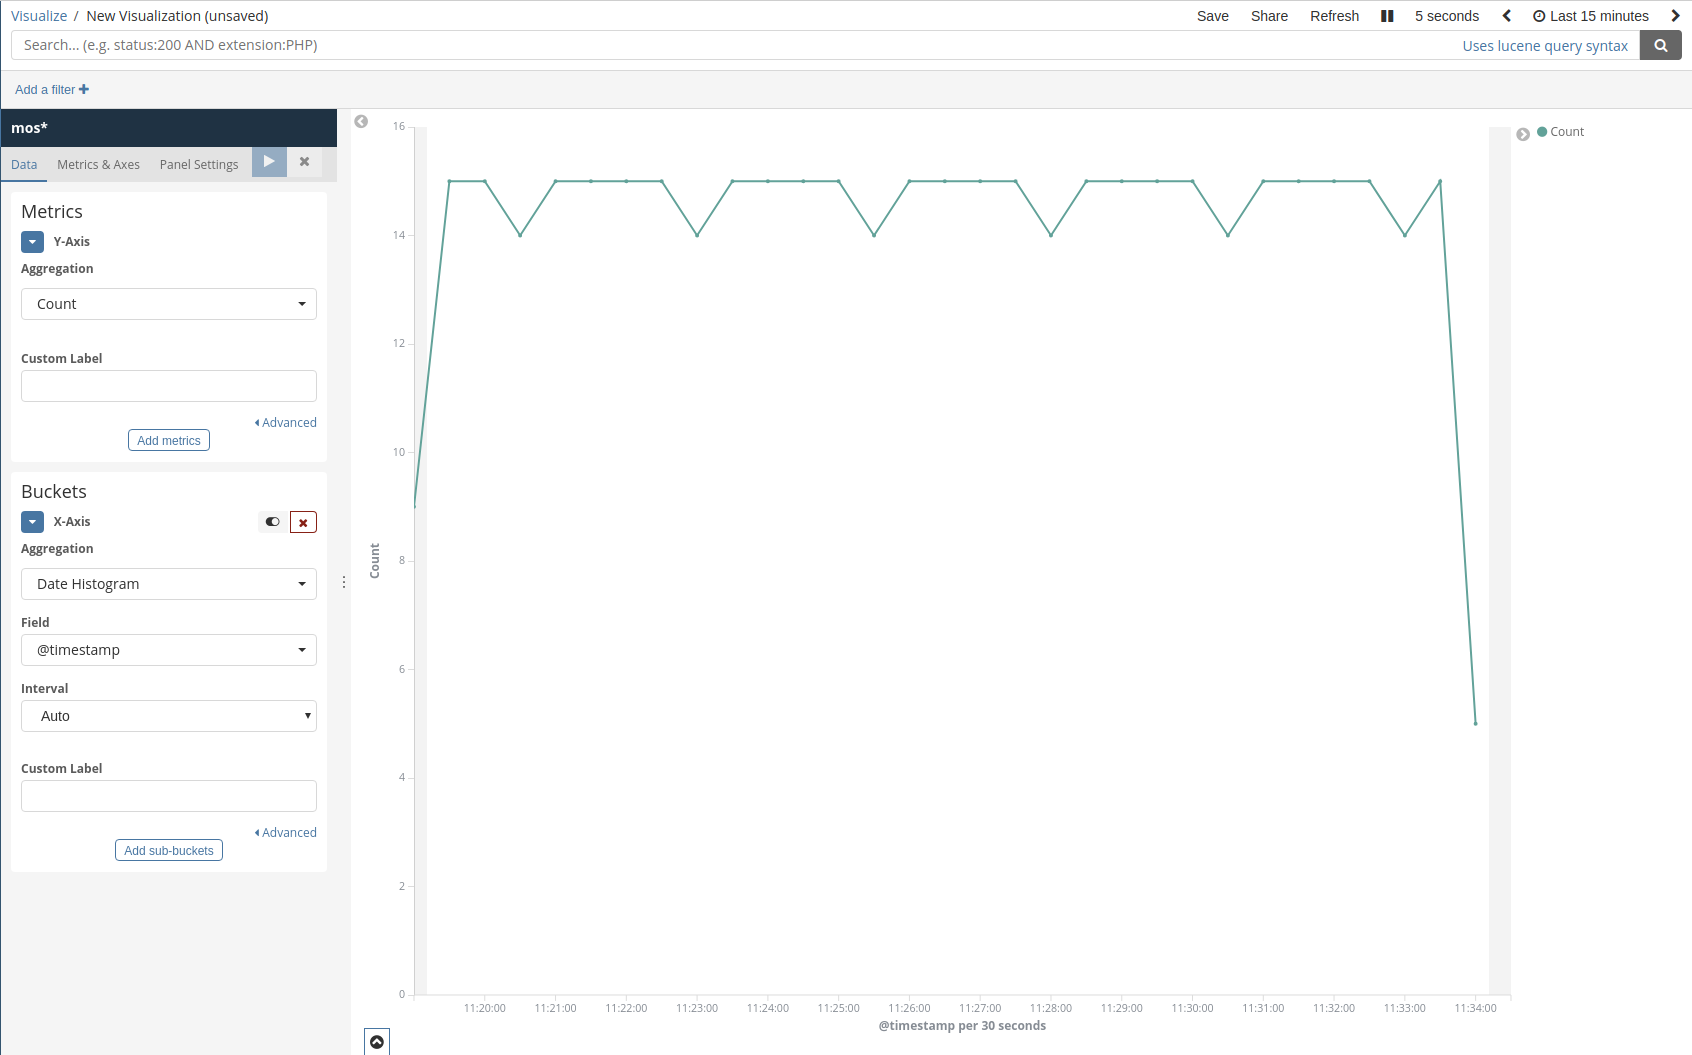 Visualize / New Visualization (unsaved)
Save Share Refresh 5 seconds Last 15 minutes
Search... (e.g. status:200 AND extension:PHP)
Uses lucene query syntax
Add a filter
mos*
Data Metrics & Axes Panel Settings
Metrics
Y-Axis
Aggregation
Count
Custom Label
Advanced
Add metrics
Buckets
X-Axis
Aggregation
Date Histogram
Field
@timestamp
Interval
Auto
Custom Label
Advanced
Add sub-buckets
16
14
12
10
8
6
4
2
0
Count
11:20:00 11:21:00 11:22:00 11:23:00 11:24:00 11:25:00 11:26:00 11:27:00 11:28:00 11:29:00 11:30:00 11:31:00 11:32:00 11:33:00 11:34:00
@timestamp per 30 seconds
Count